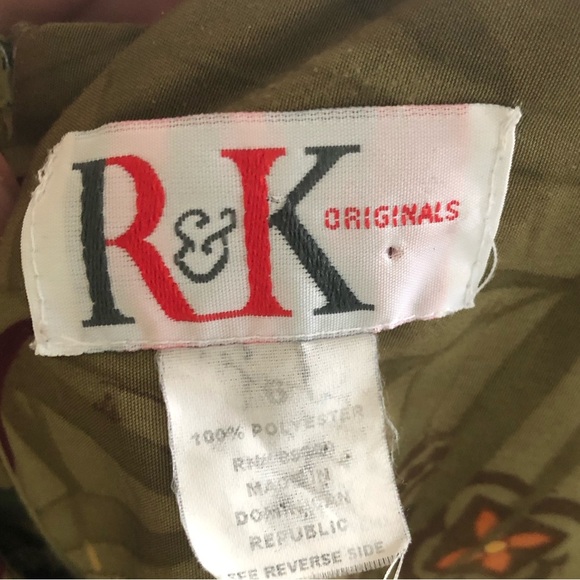 R&K
ORIGINALS
100% POLYESTER
MADE IN
DOMINICAN
REPUBLIC
SEE REVERSE SIDE